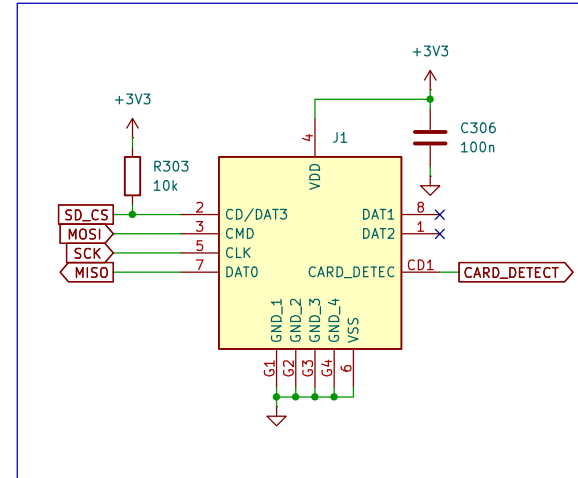 +3V3
+3V3
C306
100n
J1
4
VDD
R303
10k
SD_CS
2
CD/DAT3
DAT1
8
MOSI
3
CMD
DAT2
1
SCK
5
CLK
MISO
7
DAT0
CARD_DETEC
CD1
CARD_DETECT
GND_1
GND_2
GND_3
GND_4
VSS
G1
G2
G3
G4
6